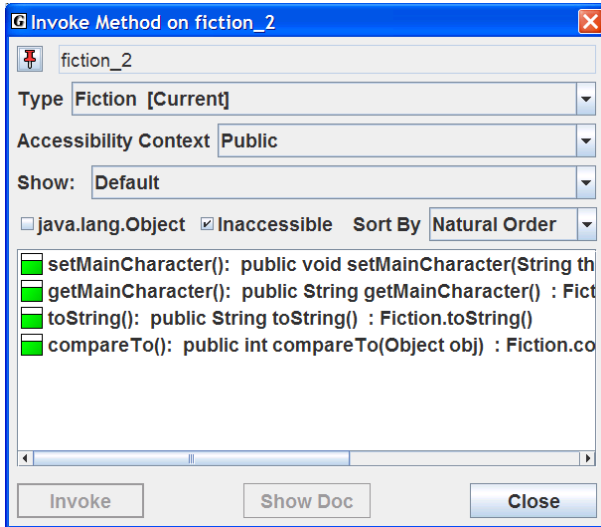 G Invoke Method on fiction_2
fiction_2
Type Fiction [Current]
Accessibility Context Public
Show: Default
java.lang.Object Inaccessible Sort By Natural Order
setMainCharacter(): public void setMainCharacter(String th
getMainCharacter(): public String getMainCharacter() : Fict
toString(): public String toString() : Fiction.toString()
compareTo(): public int compareTo(Object obj) : Fiction.co
Invoke Show Doc Close